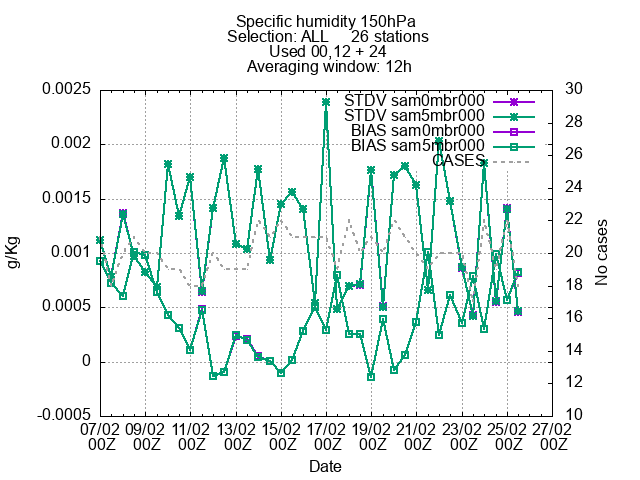 Specific humidity 150hPa
Selection: ALL 26 stations
Used 00,12 + 24
Averaging window: 12h
STDV sam0mbr000
STDV sam5mbr000
BIAS sam0mbr000
BIAS sam5mbr000
CASES
0.0025
0.002
0.0015
0.001
0.0005
0
-0.0005
g/Kg
30
28
26
24
22
20
18
16
14
12
10
No cases
07/02 09/02 11/02 13/02 15/02 17/02 19/02 21/02 23/02 25/02 27/02
00Z 00Z 00Z 00Z 00Z 00Z 00Z 00Z 00Z 00Z 00Z
Date